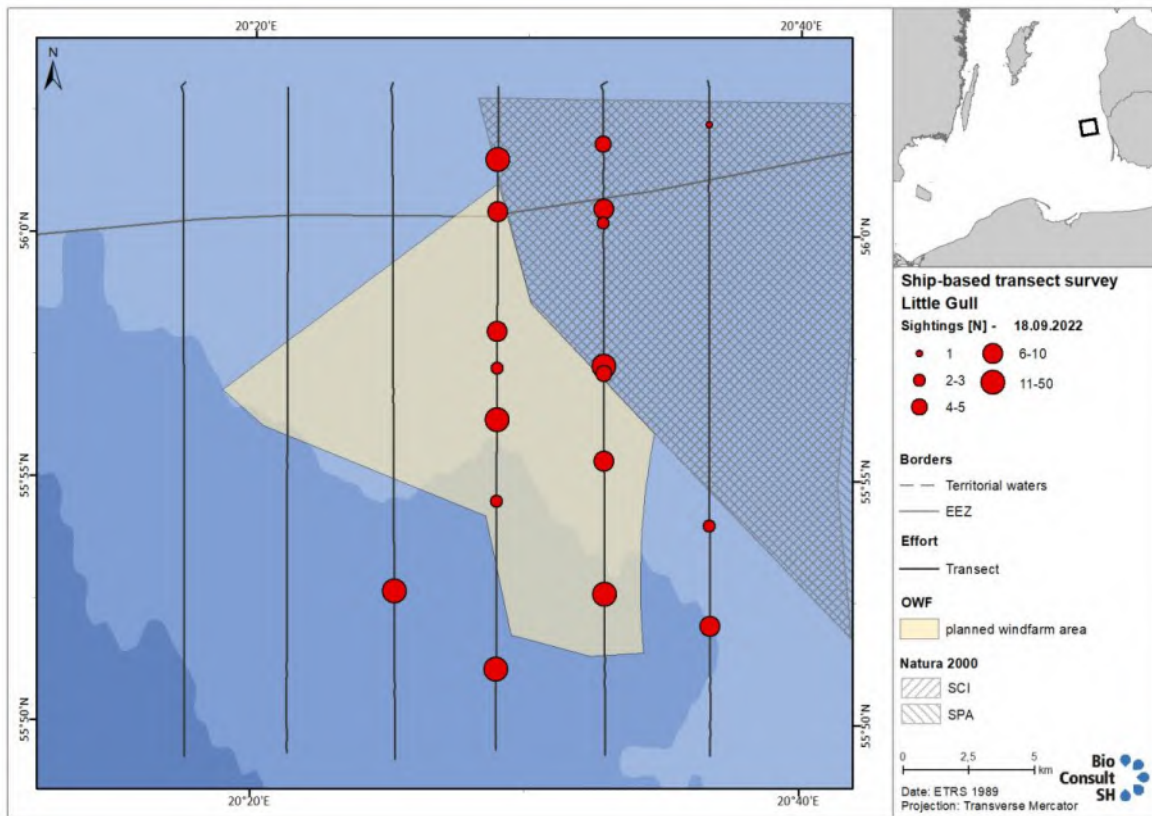 20°20'E
20°40'E
N
56°0'N
56°0'N
55°55'N
55°55'N
55°50'N
55°50'N
20°20'E
20°40'E
Ship-based transect survey
Little Gull
Sightings [N] - 18.09.2022
1
6-10
2-3
11-50
4-5
Borders
Territorial waters
EEZ
Effort
Transect
OWF
planned windfarm area
Natura 2000
SCI
SPA
0 2,5 5
km
Date: ETRS 1989
Projection: Transverse Mercator
Bio
Consult
SH